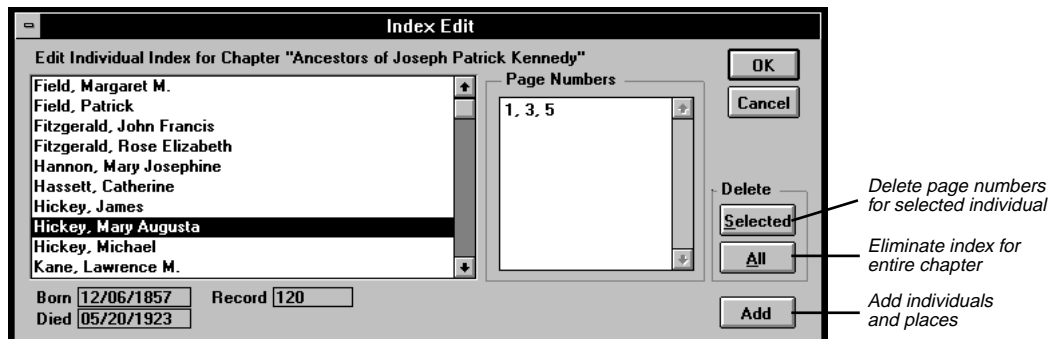 Index Edit
Edit Individual Index for Chapter "Ancestors of Joseph Patrick Kennedy"
Field, Margaret M.
Field, Patrick
Fitzgerald, John Francis
Fitzgerald, Rose Elizabeth
Hannon, Mary Josephine
Hassett, Catherine
Hickey, James
Hickey, Mary Augusta
Hickey, Michael
Kane, Lawrence M.
Page Numbers
1, 3, 5
OK
Cancel
Delete
Selected
All
Add
Born 12/06/1857 Record 120
Died 05/20/1923
Delete page numbers
for selected individual
Eliminate index for
entire chapter
Add individuals
and places